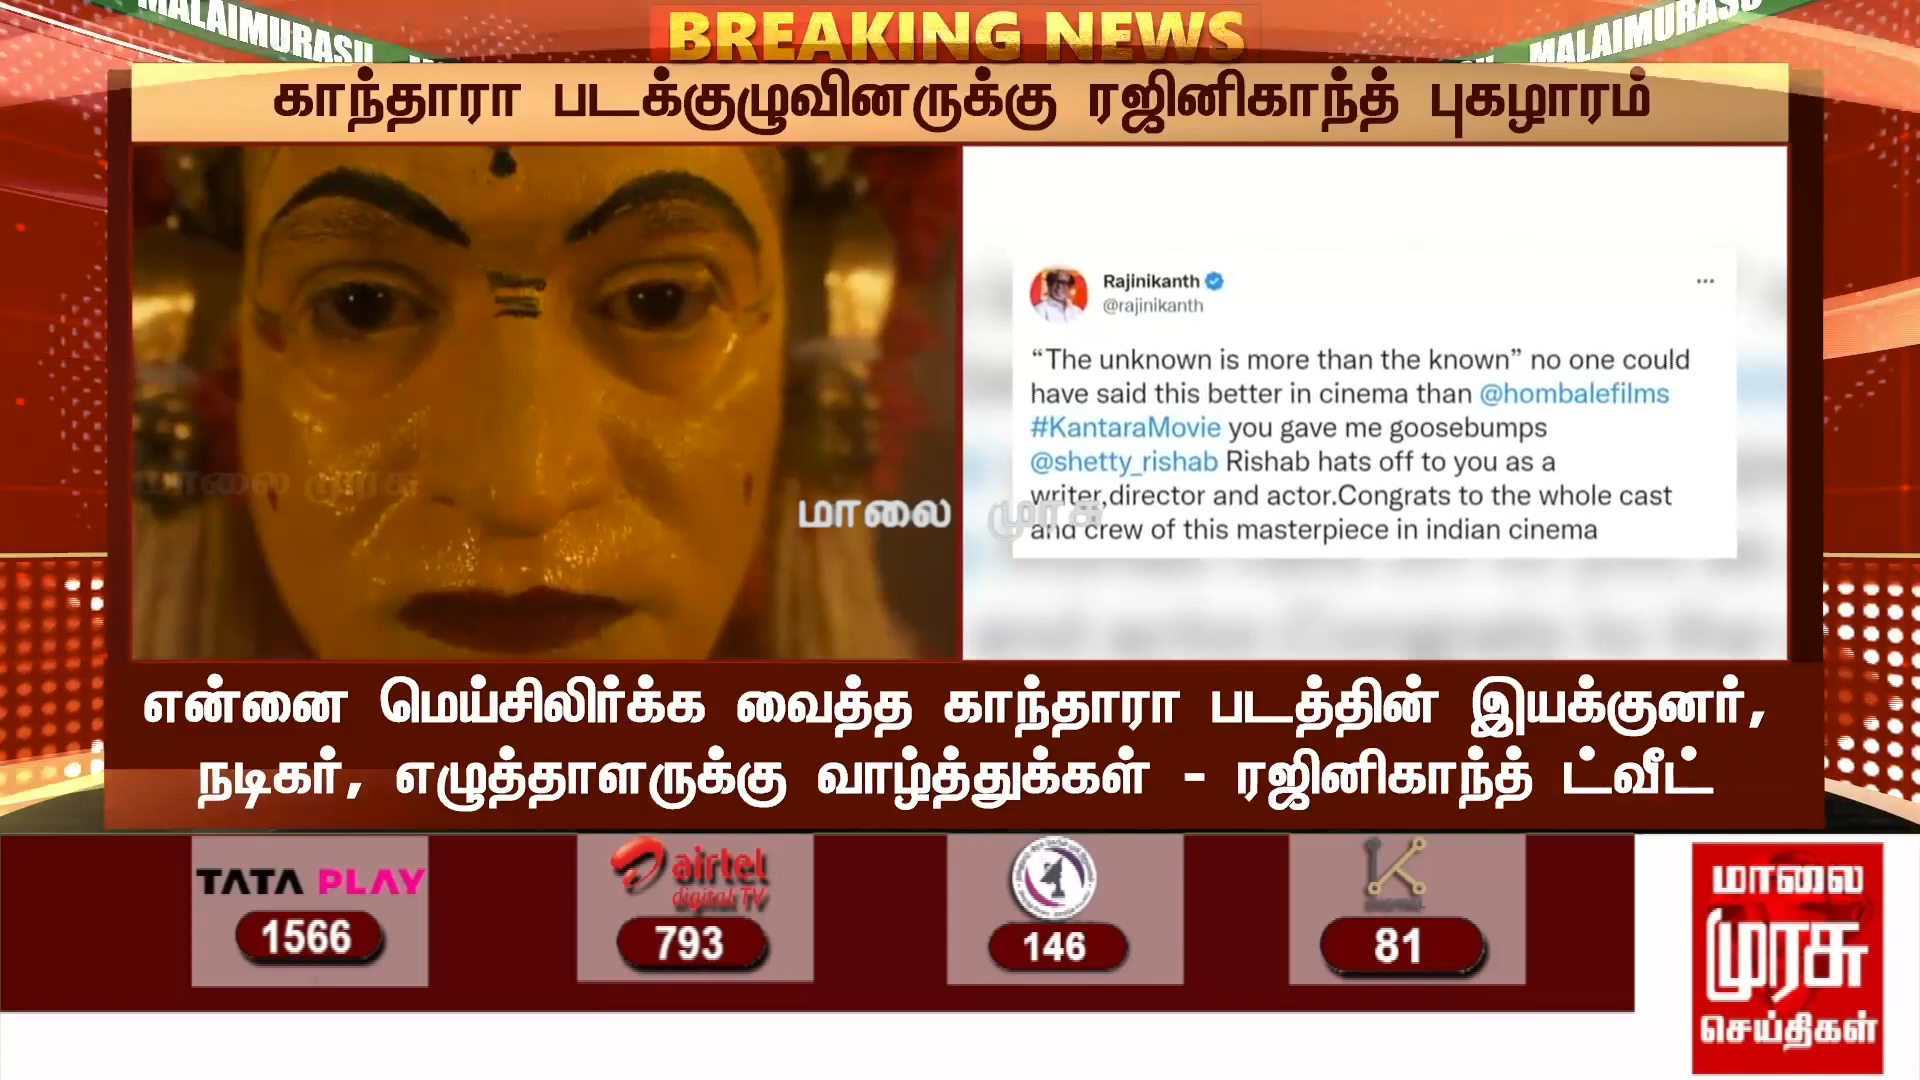 MALAIMURASU
BREAKING NEWS
MALAIMURASU
காந்தாரா படக்குழுவினருக்கு ரஜினிகாந்த் புகழாரம்
Rajinikanth
@rajinikanth
“The unknown is more than the known” no one could
have said this better in cinema than @hombalefilms
#KantaraMovie you gave me goosebumps
@shetty_rishab Rishab hats off to you as a
writer,director and actor.Congrats to the whole cast
and crew of this masterpiece in indian cinema
மாலை முரசு
மாலை முரசு
என்னை மெய்சிலிர்க்க வைத்த காந்தாரா படத்தின் இயக்குனர்,
நடிகர், எழுத்தாளருக்கு வாழ்த்துக்கள் - ரஜினிகாந்த் ட்வீட்
TATA PLAY
1566
airtel
digital TV
793
146
81
மாலை
முரசு
செய்திகள்